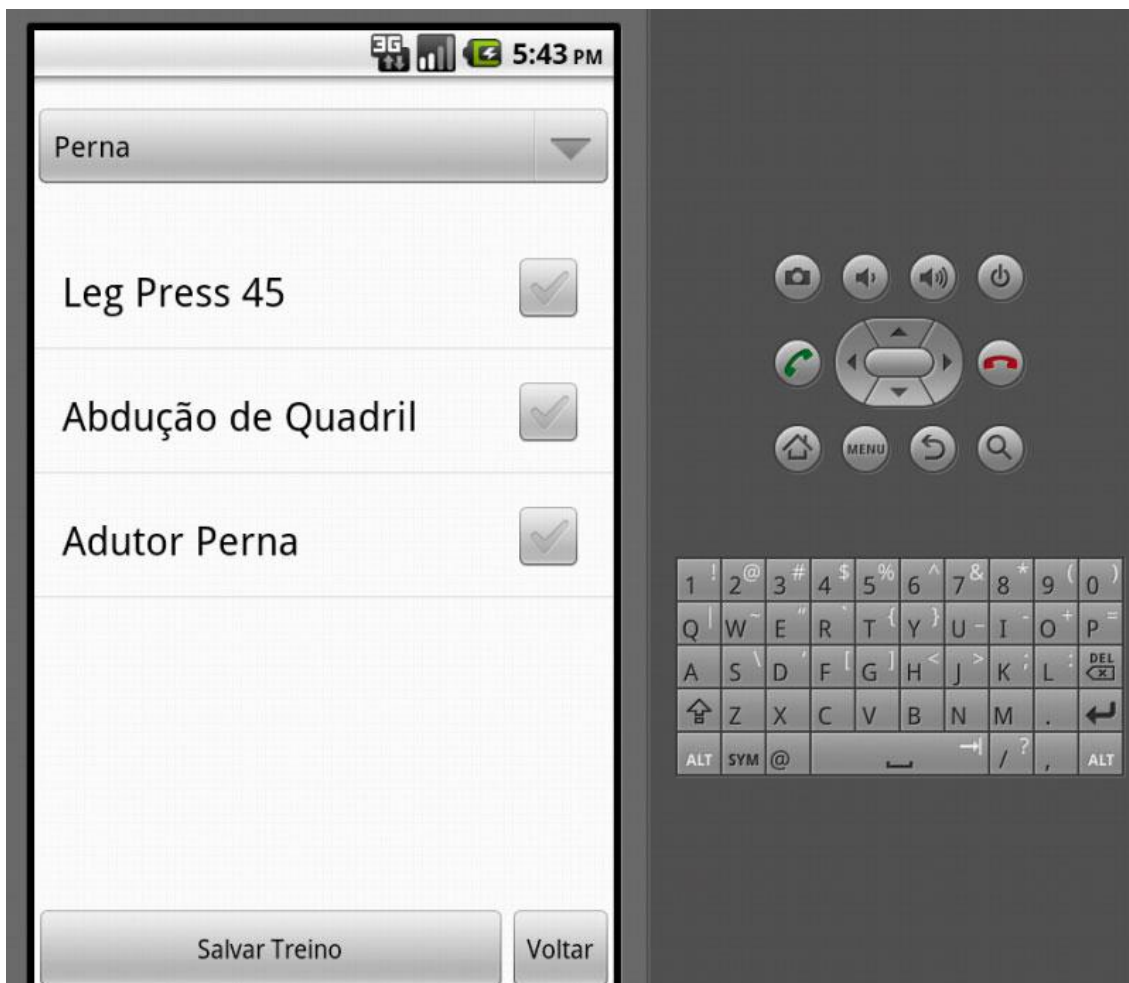 3G 5:43 PM
Perna
Leg Press 45
Abdução de Quadril
Adutor Perna
Salvar Treino
Voltar
MENU
1 ! 2 @ 3 # 4 $ 5 % 6 ^ 7 & 8 * 9 ( 0 )
Q | W ~ E " R ` T { Y } U _ I - O + P =
A S \ D ' F [ G ] H < J > K ; L : DEL
Z X C V B N M .
ALT SYM @ / ? , ALT